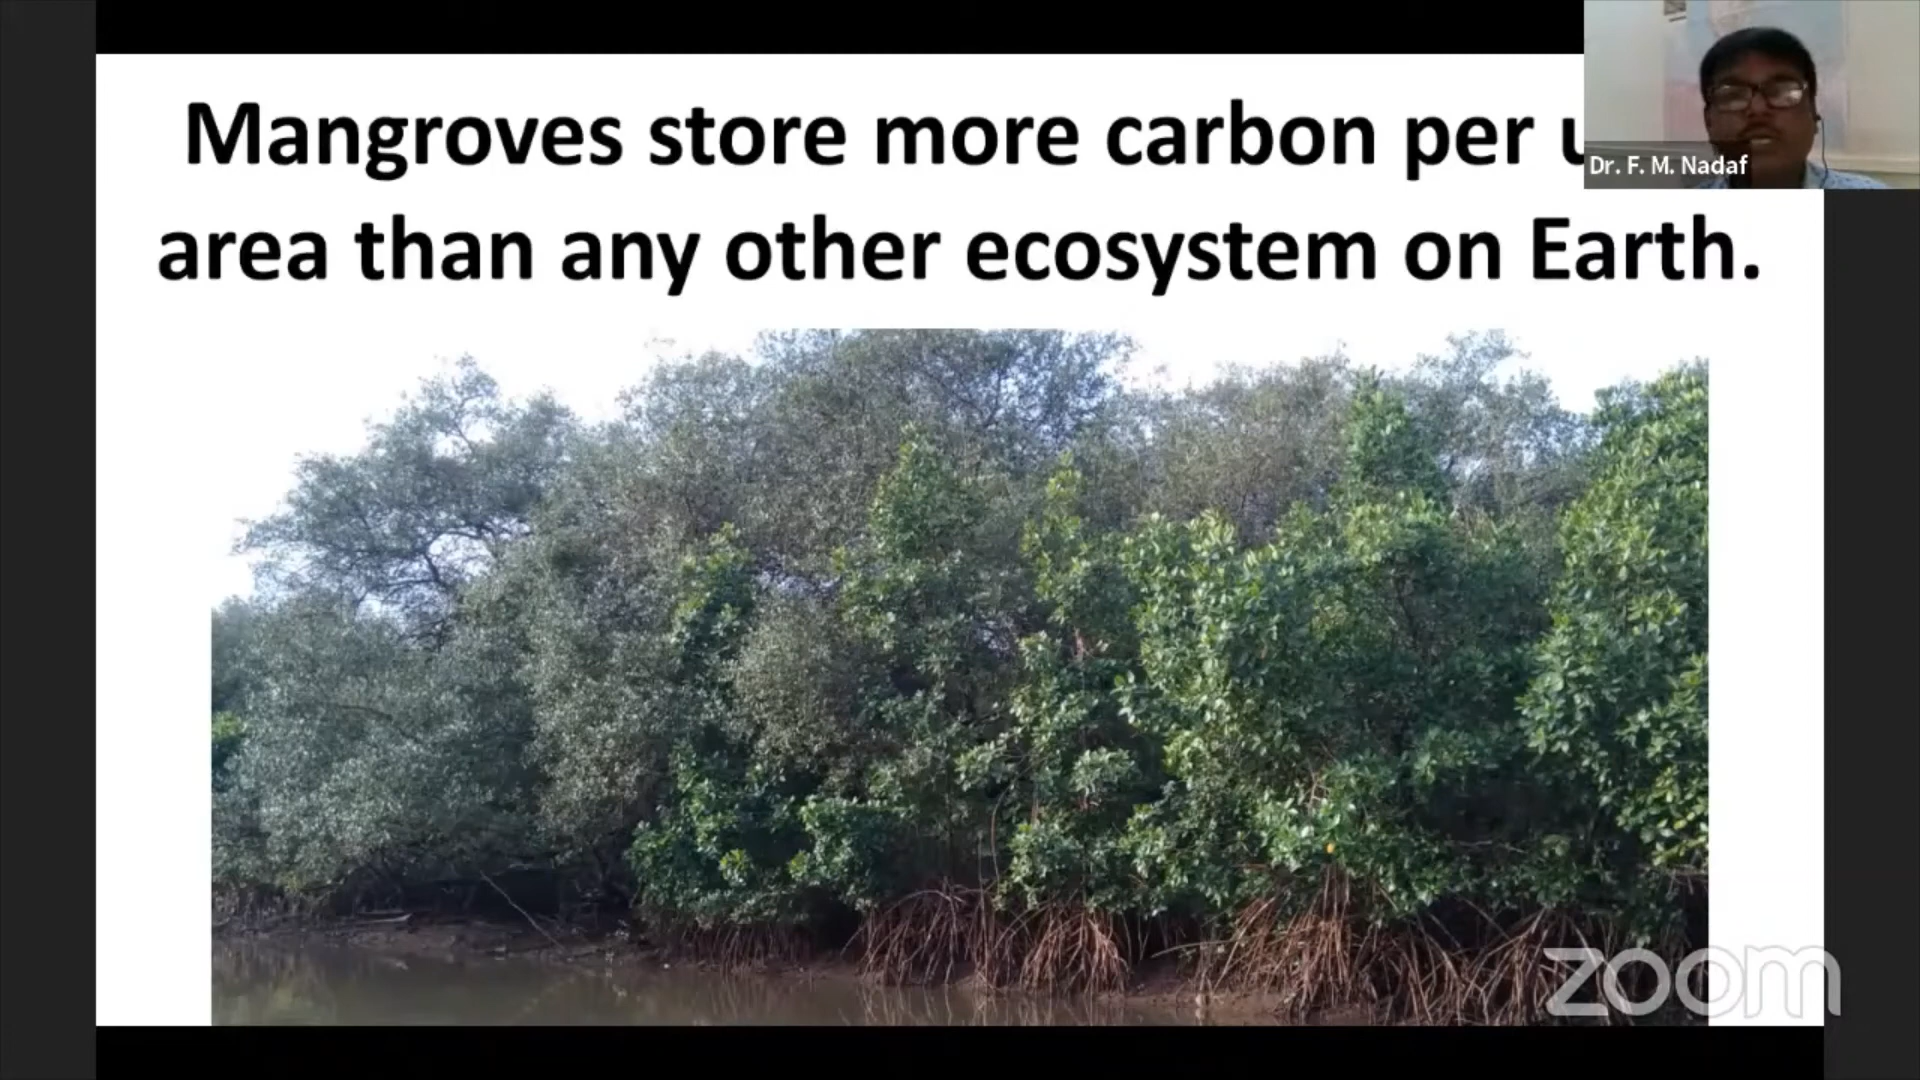 Mangroves store more carbon per
area than any other ecosystem on Earth.
Dr. F. M. Nadaf
zoom